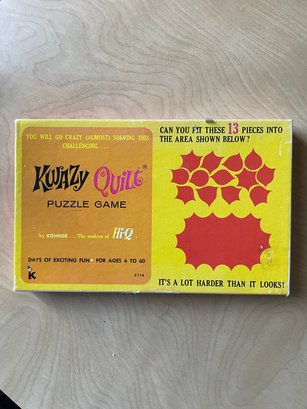 YOU WILL GO CRAZY (ALMOST) SOLVING THIS
CHALLENGING . . .
KWAZY QUILT®
PUZZLE GAME
by KOHNER . . . The makers of Hi-Q
DAYS OF EXCITING FUN • FOR AGES 6 TO 60
K
#114
CAN YOU FIT THESE 13 PIECES INTO
THE AREA SHOWN BELOW?
IT'S A LOT HARDER THAN IT LOOKS!